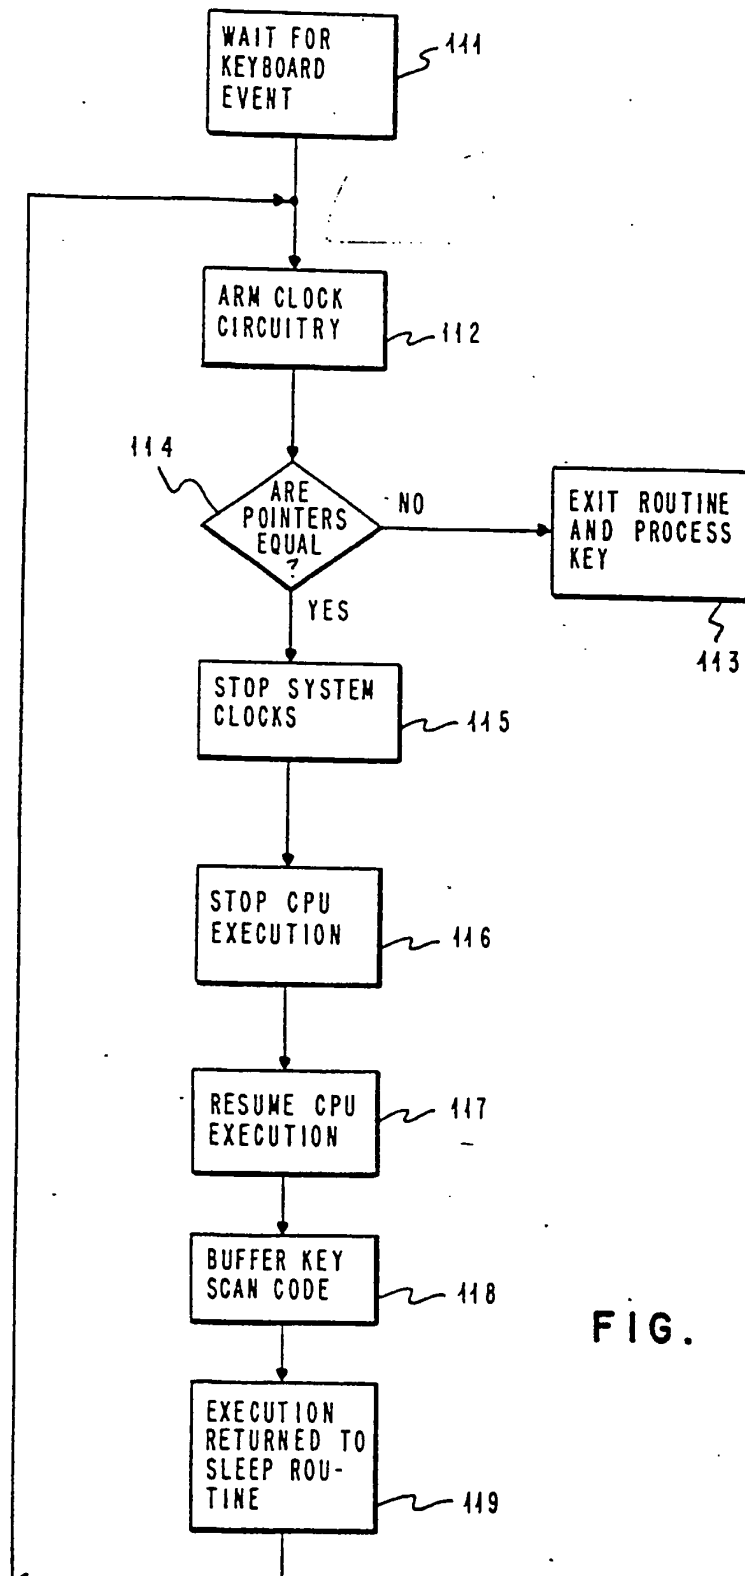 WAIT FOR
KEYBOARD
EVENT
111
ARM CLOCK
CIRCUITRY
112
114
ARE
POINTERS
EQUAL
?
NO
EXIT ROUTINE
AND PROCESS
KEY
113
YES
STOP SYSTEM
CLOCKS
115
STOP CPU
EXECUTION
116
RESUME CPU
EXECUTION
117
BUFFER KEY
SCAN CODE
118
FIG.
EXECUTION
RETURNED TO
SLEEP ROU-
TINE
119